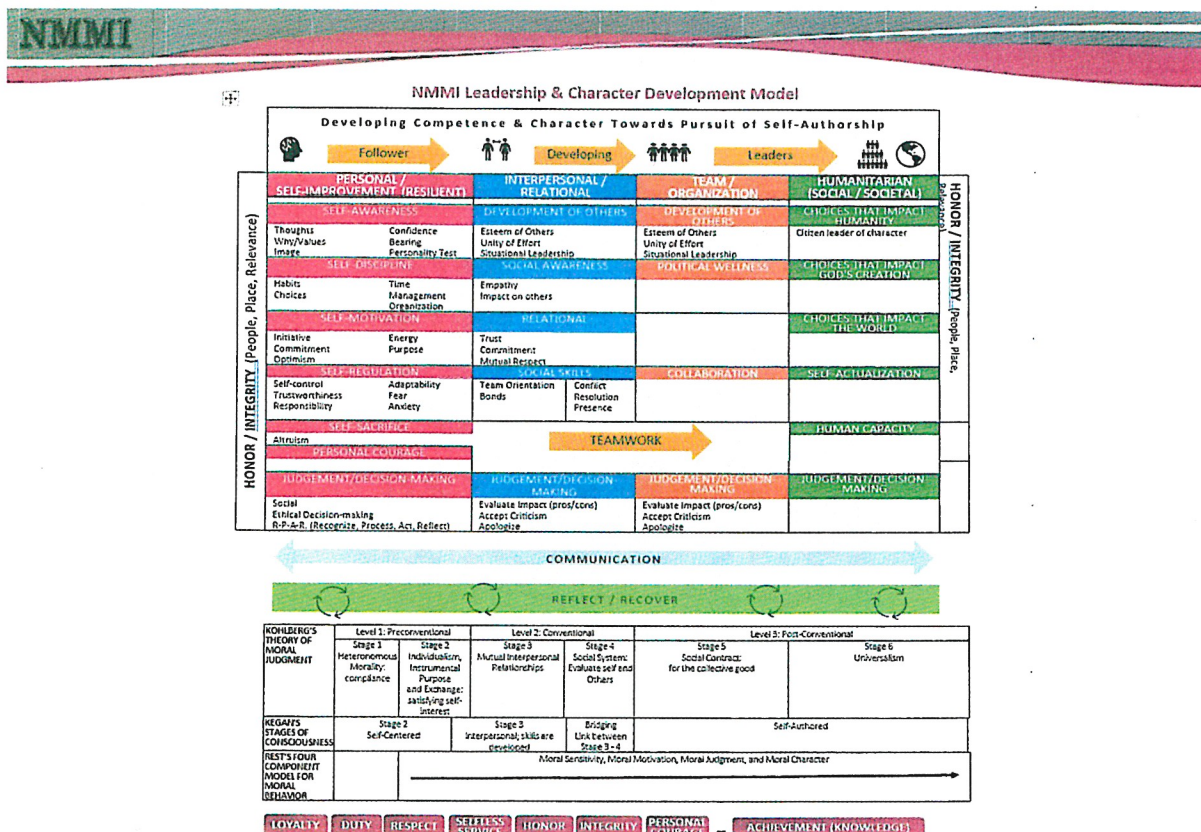 NMMI
NMMI Leadership & Character Development Model
Developing Competence & Character Towards Pursuit of Self-Authorship
Follower
Developing
Leaders
PERSONAL /
SELF-IMPROVEMENT (RESILIENT)
INTERPERSONAL /
RELATIONAL
TEAM /
ORGANIZATION
HUMANITARIAN
(SOCIAL / SOCIETAL)
HONOR / INTEGRITY (People, Place, Relevance)
HONOR / INTEGRITY (People, Place,
Relevance)
SELF-AWARENESS
Thoughts
Why/Values
Image
Confidence
Bearing
Personality Test
DEVELOPMENT OF OTHERS
Esteem of Others
Unity of Effort
Situational Leadership
DEVELOPMENT OF
OTHERS
Esteem of Others
Unity of Effort
Situational Leadership
CHOICES THAT IMPACT
HUMANITY
Citizen leader of character
SELF-DISCIPLINE
Habits
Choices
Time
Management
Organization
SOCIAL AWARENESS
Empathy
Impact on others
POLITICAL WELLNESS
CHOICES THAT IMPACT
GOD'S CREATION
SELF-MOTIVATION
Initiative
Commitment
Optimism
Energy
Purpose
RELATIONAL
Trust
Commitment
Mutual Respect
CHOICES THAT IMPACT
THE WORLD
SELF-REGULATION
Self-control
Trustworthiness
Responsibility
Adaptability
Fear
Anxiety
SOCIAL SKILLS
Team Orientation
Bonds
Conflict
Resolution
Presence
COLLABORATION
SELF-ACTUALIZATION
SELF-SACRIFICE
Altruism
PERSONAL COURAGE
TEAMWORK
HUMAN CAPACITY
JUDGEMENT/DECISION-MAKING
Social
Ethical Decision-making
R-P-A-R. (Recognize, Process, Act, Reflect)
JUDGEMENT/DECISION-
MAKING
Evaluate Impact (pros/cons)
Accept Criticism
Apologize
JUDGEMENT/DECISION-
MAKING
Evaluate Impact (pros/cons)
Accept Criticism
Apologize
JUDGEMENT/DECISION-
MAKING
COMMUNICATION
REFLECT / RECOVER
KOHLBERG'S
THEORY OF
MORAL
JUDGMENT
Level 1: Preconventional
Level 2: Conventional
Level 3: Post-Conventional
Stage 1
Heteronomous
Morality:
compliance
Stage 2
Individualism,
Instrumental
Purpose
and Exchange:
satisfying self-
interest
Stage 3
Mutual Interpersonal
Relationships
Stage 4
Social System:
Evaluate self and
Others
Stage 5
Social Contract:
for the collective good
Stage 6
Universalism
KEGAN'S
STAGES OF
CONSCIOUSNESS
Stage 2
Self-Centered
Stage 3
Interpersonal; skills are
developed
Bridging
Link between
Stage 3 - 4
Self-Authored
REST'S FOUR
COMPONENT
MODEL FOR
MORAL
BEHAVIOR
Moral Sensitivity, Moral Motivation, Moral Judgment, and Moral Character
LOYALTY
DUTY
RESPECT
SELFLESS
SERVICE
HONOR
INTEGRITY
PERSONAL
COURAGE
=
ACHIEVEMENT (KNOWLEDGE)